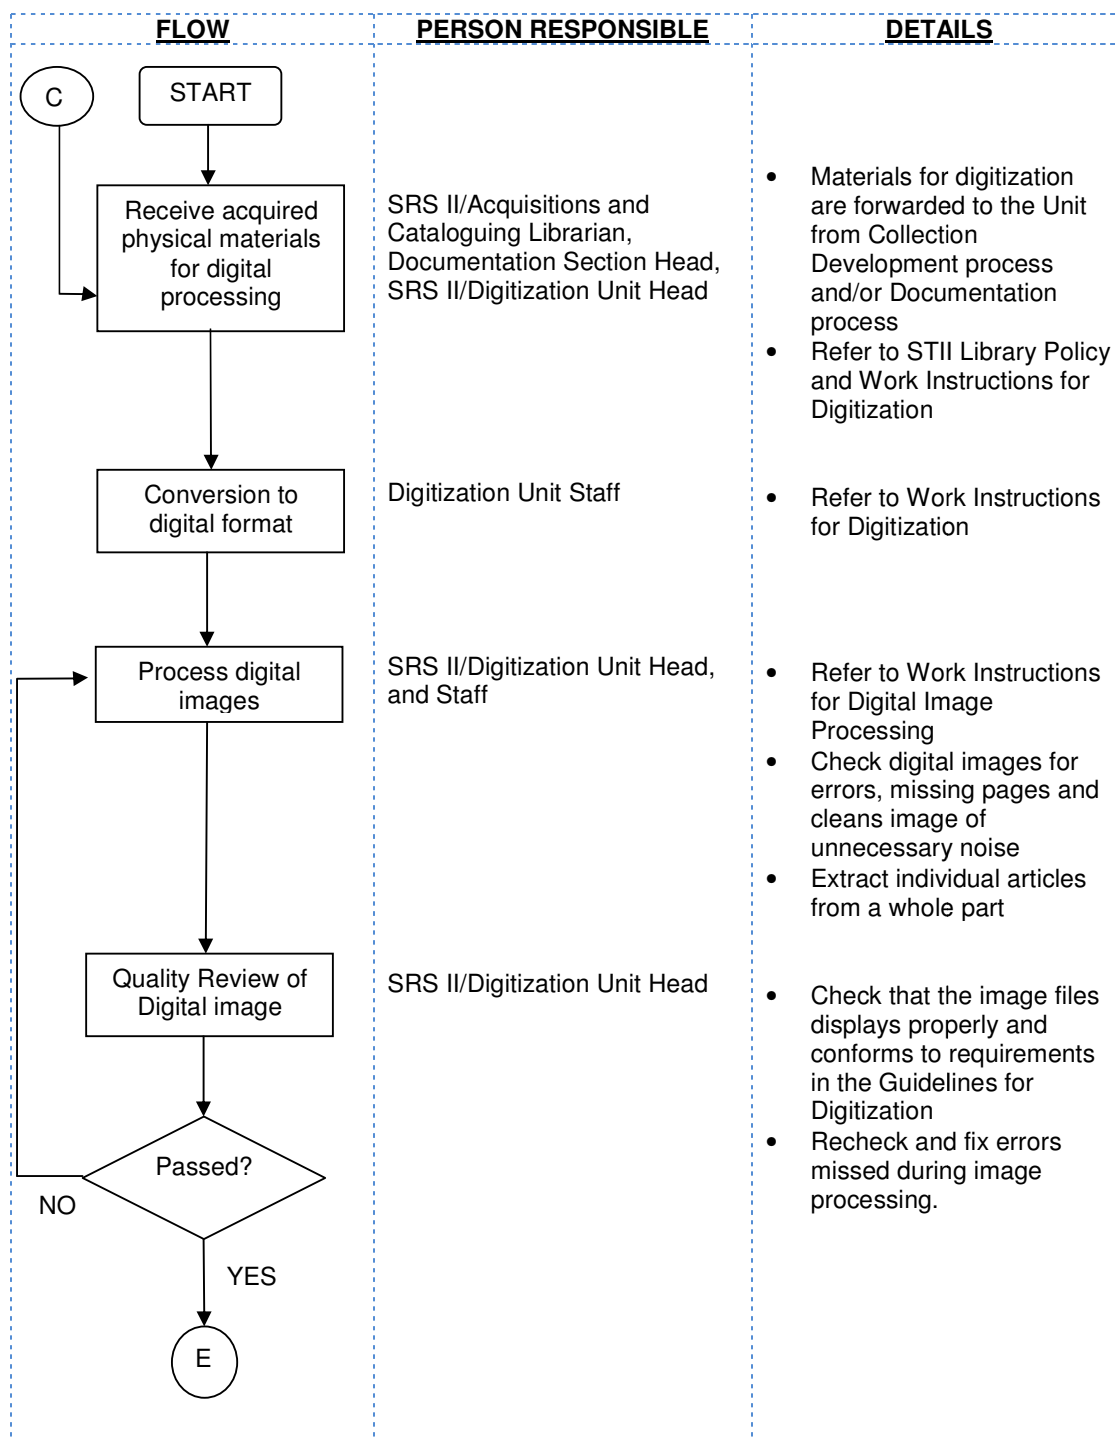 FLOW
PERSON RESPONSIBLE
DETAILS
C
START
Receive acquired
physical materials
for digital
processing
SRS II/Acquisitions and
Cataloguing Librarian,
Documentation Section Head,
SRS II/Digitization Unit Head
• Materials for digitization
are forwarded to the Unit
from Collection
Development process
and/or Documentation
process
• Refer to STII Library Policy
and Work Instructions for
Digitization
Conversion to
digital format
Digitization Unit Staff
• Refer to Work Instructions
for Digitization
Process digital
images
SRS II/Digitization Unit Head,
and Staff
• Refer to Work Instructions
for Digital Image
Processing
• Check digital images for
errors, missing pages and
cleans image of
unnecessary noise
• Extract individual articles
from a whole part
Quality Review of
Digital image
SRS II/Digitization Unit Head
• Check that the image files
displays properly and
conforms to requirements
in the Guidelines for
Digitization
• Recheck and fix errors
missed during image
processing.
Passed?
NO
YES
E